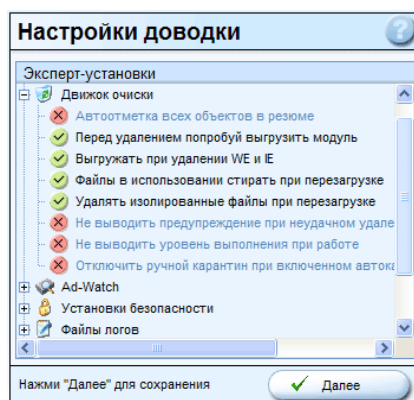 Настройки доводки
?
Эксперт-установки
Движок очиски
Автоотметка всех объектов в резюме
Перед удалением попробуй выгрузить модуль
Выгружать при удалении WE и IE
Файлы в использовании стирать при перезагрузке
Удалять изолированные файлы при перезагрузке
Не выводить предупреждение при неудачном удале
Не выводить уровень выполнения при работе
Отключить ручной карантин при включенном автока
Ad-Watch
Установки безопасности
Файлы логов
Нажми "Далее" для сохранения
Далее